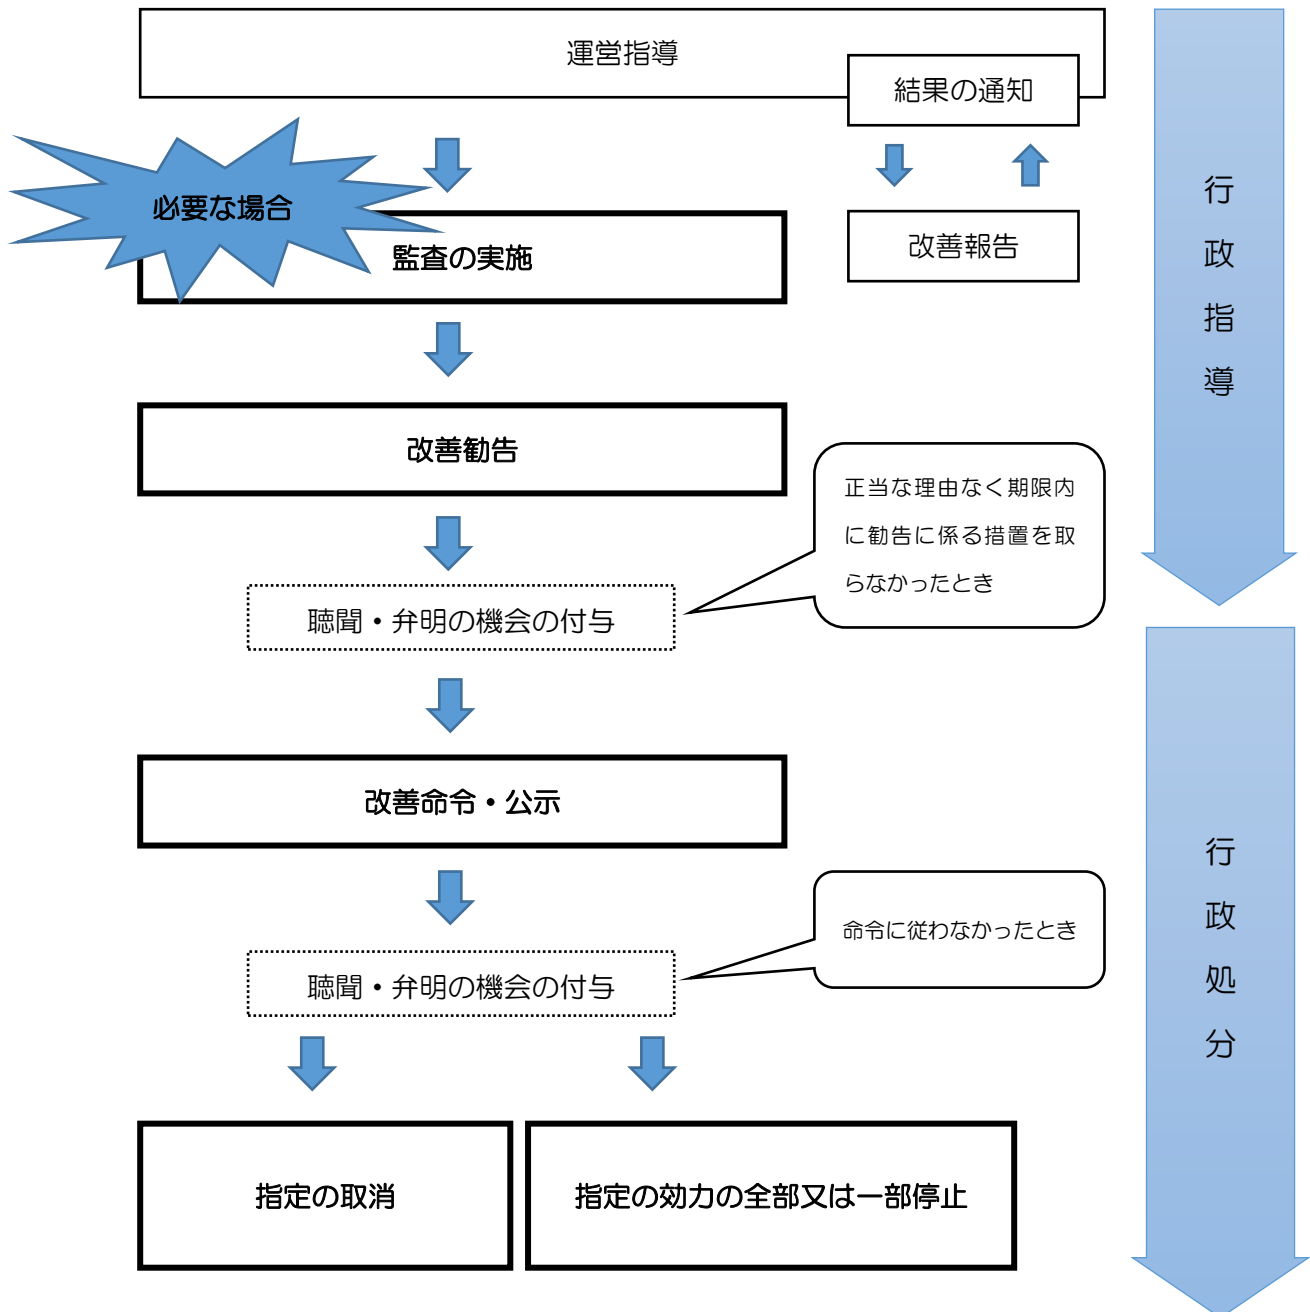 運営指導
結果の通知
必要な場合
監査の実施
改善報告
改善勧告
正当な理由なく期限内
に勧告に係る措置を取
らなかったとき
聴聞・弁明の機会の付与
改善命令・公示
命令に従わなかったとき
聴聞・弁明の機会の付与
指定の取消
指定の効力の全部又は一部停止
行政指導
行政処分